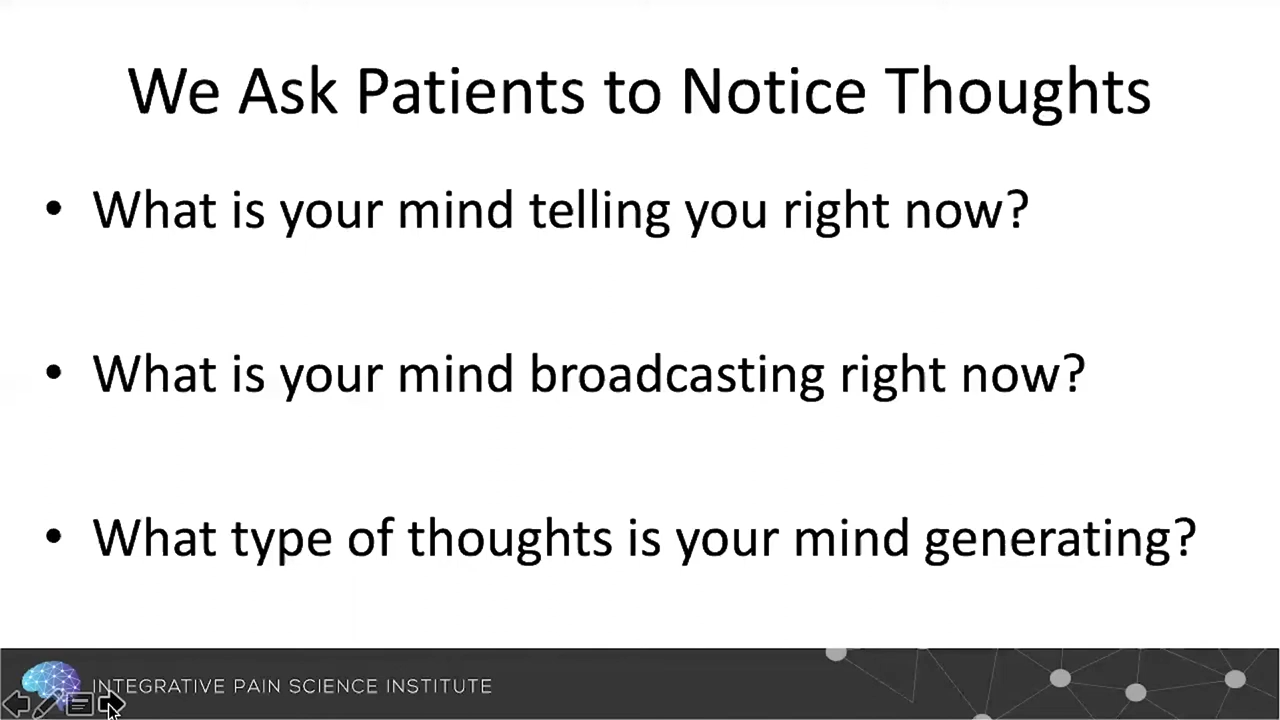 We Ask Patients to Notice Thoughts
• What is your mind telling you right now?
• What is your mind broadcasting right now?
• What type of thoughts is your mind generating?
INTEGRATIVE PAIN SCIENCE INSTITUTE